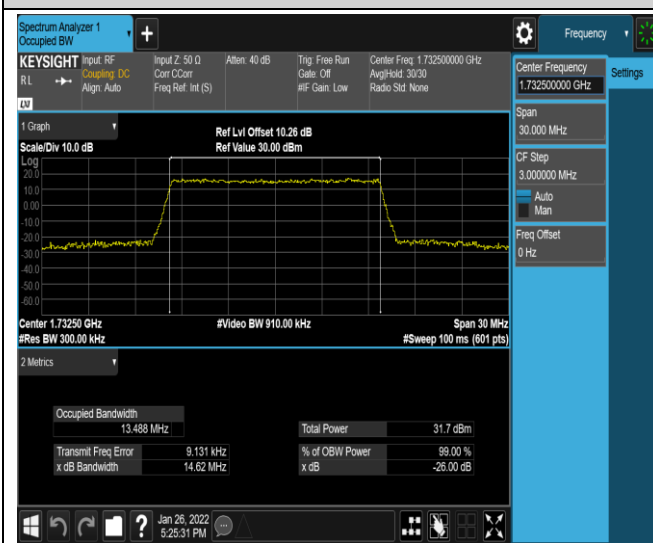 Spectrum Analyzer 1
Occupied BW
+
Frequency
KEYSIGHT
Input: RF
Coupling: DC
Align: Auto
R L
LXI
Input Z: 50 Ω
Corr CCorr
Freq Ref: Int (S)
Atten: 40 dB
Trig: Free Run
Gate: Off
#IF Gain: Low
Center Freq: 1.732500000 GHz
Avg|Hold: 30/30
Radio Std: None
Center Frequency
1.732500000 GHz
Settings
Span
30.000 MHz
CF Step
3.000000 MHz
Auto
Man
Freq Offset
0 Hz
1 Graph
Ref Lvl Offset 10.26 dB
Scale/Div 10.0 dB
Ref Value 30.00 dBm
Log
20.0
10.0
0.00
-10.0
-20.0
-30.0
-40.0
-50.0
-60.0
Center 1.73250 GHz
#Video BW 910.00 kHz
Span 30 MHz
#Res BW 300.00 kHz
#Sweep 100 ms (601 pts)
2 Metrics
Occupied Bandwidth
13.488 MHz
Total Power 31.7 dBm
Transmit Freq Error 9.131 kHz
% of OBW Power 99.00 %
x dB Bandwidth 14.62 MHz
x dB -26.00 dB
?
Jan 26, 2022
5:25:31 PM